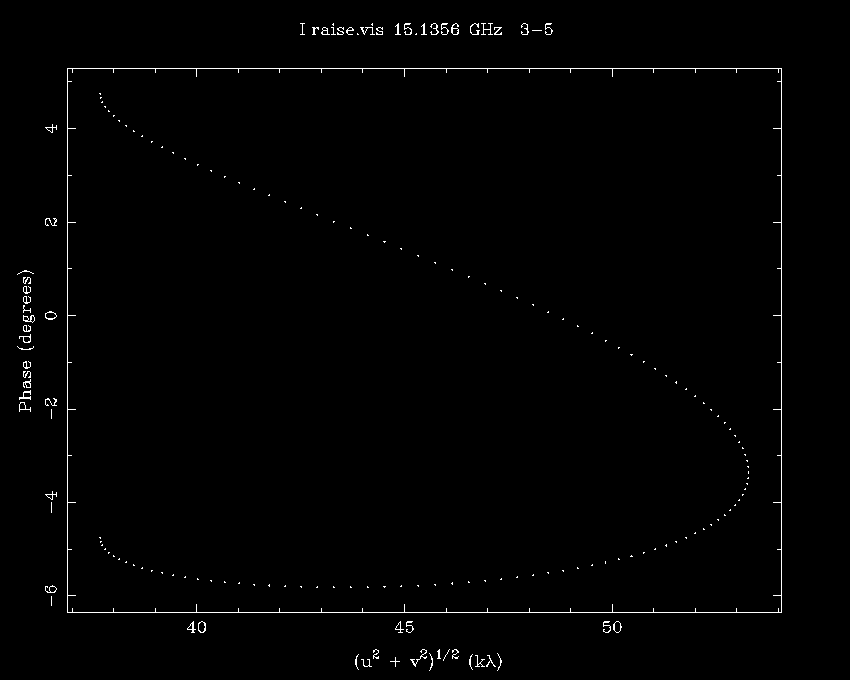 I raise.vis 15.1356 GHz 3−5
4
2
0
−2
−4
−6
Phase (degrees)
40 45 50
(u² + v²)^1/2 (kλ)